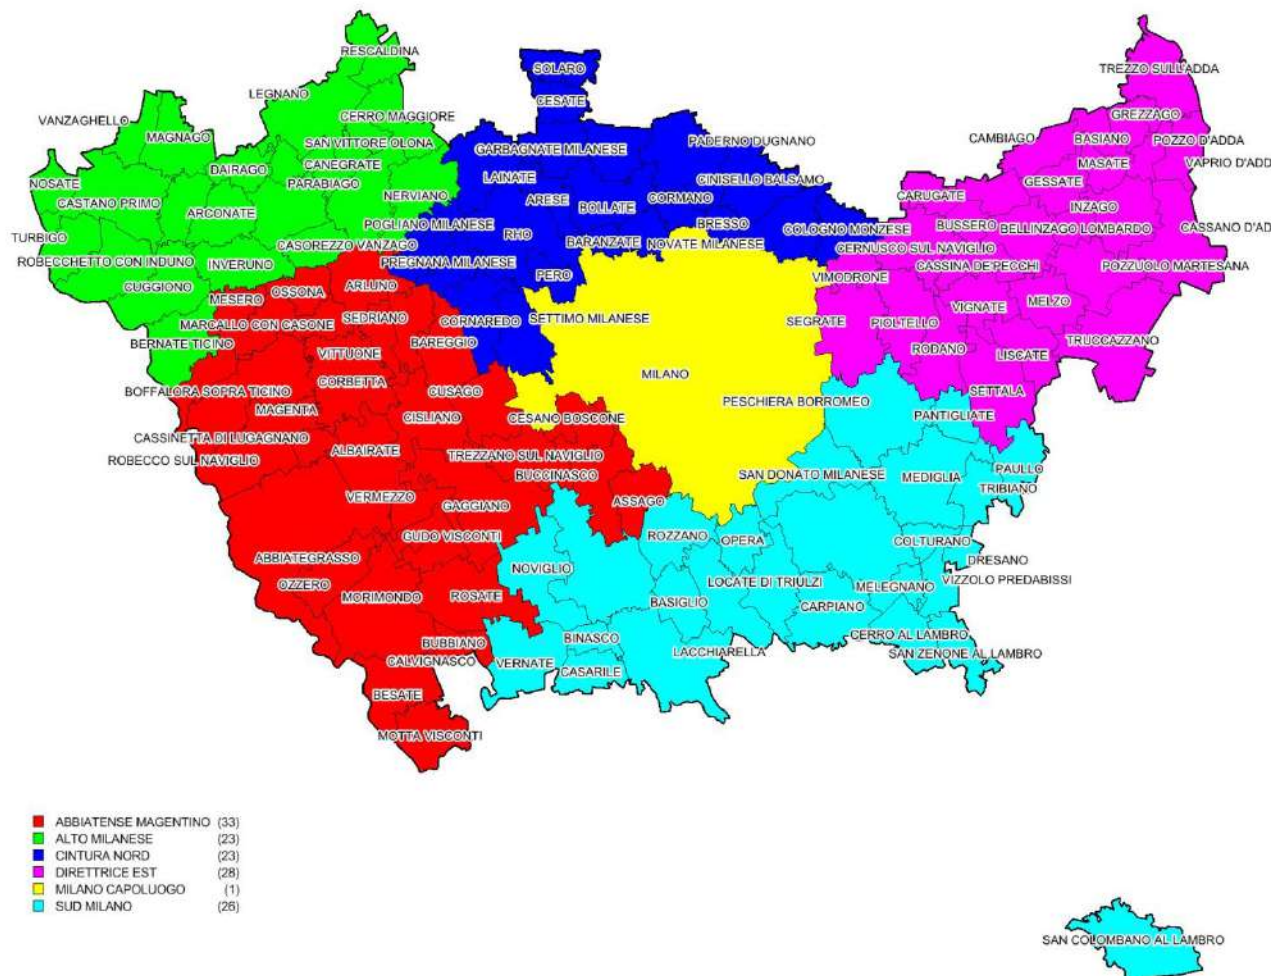 RESCALDINA
SOLARO
TREZZO SULL'ADDA
LEGNANO
CESATE
VANZAGHELLO
CERRO MAGGIORE
GREZZAGO
MAGNAGO
SAN VITTORE OLONA
PADERNO DUGNANO
CAMBIAGO
BASIANO
POZZO D'ADDA
GARBAGNATE MILANESE
DAIRAGO
CANEGRATE
MASATE
VAPRIO D'ADD
NOSATE
PARABIAGO
LAINATE
CINISELLO BALSAMO
GESSATE
CASTANO PRIMO
NERVIANO
ARESE
CORMANO
CARUGATE
INZAGO
ARCONATE
BOLLATE
POGLIANO MILANESE
BRESSO
BUSSERO
BELLINZAGO LOMBARDO
CASSANO D'AD
TURBIGO
RHO
COLOGNO MONZESE
CASOREZZO
VANZAGO
BARANZATE
NOVATE MILANESE
CERNUSCO SUL NAVIGLIO
ROBECCHETTO CON INDUNO
INVERUNO
PREGNANA MILANESE
CASSINA DE'PECCHI
POZZUOLO MARTESANA
PERO
VIMODRONE
CUGGIONO
OSSONA
ARLUNO
MESERO
VIGNATE
MELZO
MARCALLO CON CASONE
SEDRIANO
CORNAREDO
SETTIMO MILANESE
SEGRATE
PIOLTELLO
BERNATE TICINO
BAREGGIO
TRUCCAZZANO
VITTUONE
RODANO
LISCATE
MILANO
CORBETTA
BOFFALORA SOPRA TICINO
CUSAGO
SETTALA
PESCHIERA BORROMEO
MAGENTA
CISLIANO
CESANO BOSCONE
PANTIGLIATE
CASSINETTA DI LUGAGNANO
ALBAIRATE
TREZZANO SUL NAVIGLIO
ROBECCO SUL NAVIGLIO
BUCCINASCO
SAN DONATO MILANESE
MEDIGLIA
PAULLO
TRIBIANO
VERMEZZO
GAGGIANO
ASSAGO
GUDO VISCONTI
ROZZANO
OPERA
COLTURANO
ABBIATEGRASSO
NOVIGLIO
DRESANO
OZZERO
LOCATE DI TRIULZI
MELEGNANO
VIZZOLO PREDABISSI
MORIMONDO
ROSATE
BASIGLIO
CARPIANO
BUBBIANO
BINASCO
CERRO AL LAMBRO
LACCHIARELLA
SAN ZENONE AL LAMBRO
CALVIGNASCO
VERNATE
CASARILE
BESATE
MOTTA VISCONTI
ABBIATENSE MAGENTINO (33)
ALTO MILANESE (23)
CINTURA NORD (23)
DIRETTRICE EST (28)
MILANO CAPOLUOGO (1)
SUD MILANO (26)
SAN COLOMBANO AL LAMBRO